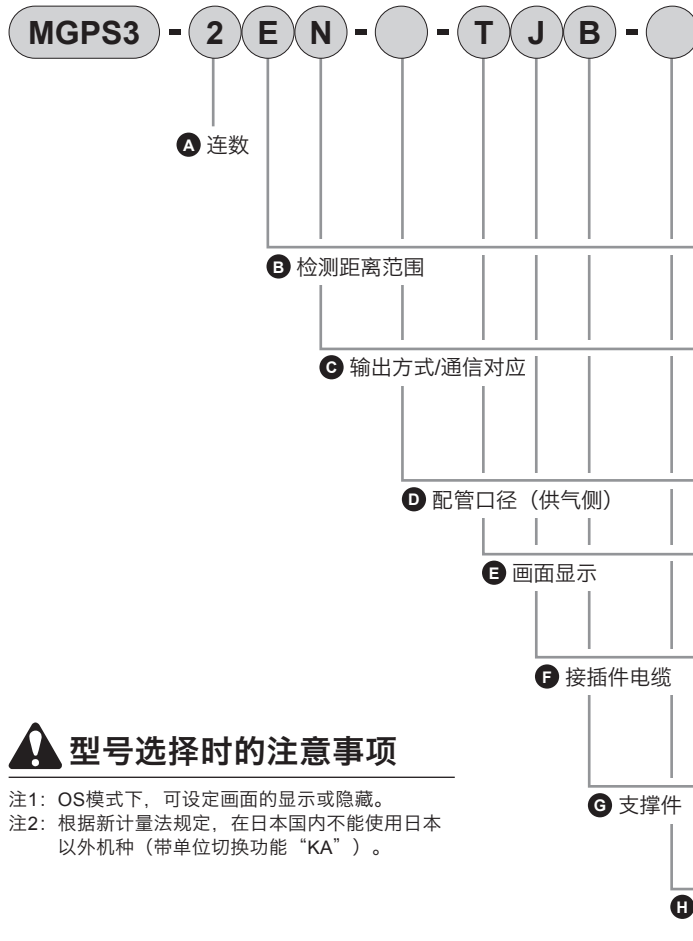 MGPS3 - 2 E N - - T J B -
A 连数
B 检测距离范围
C 输出方式/通信对应
D 配管口径（供气侧）
E 画面显示
F 接插件电缆
G 支撑件
H
型号选择时的注意事项
注1：OS模式下，可设定画面的显示或隐藏。
注2：根据新计量法规定，在日本国内不能使用日本
以外机种（带单位切换功能“KA”）。